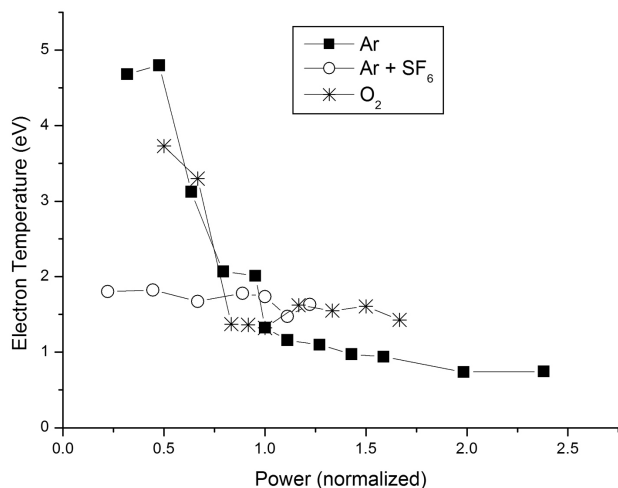 5
4
3
2
1
0
0.0 0.5 1.0 1.5 2.0 2.5
Electron Temperature (eV)
Power (normalized)
Ar
Ar + SF₆
O₂